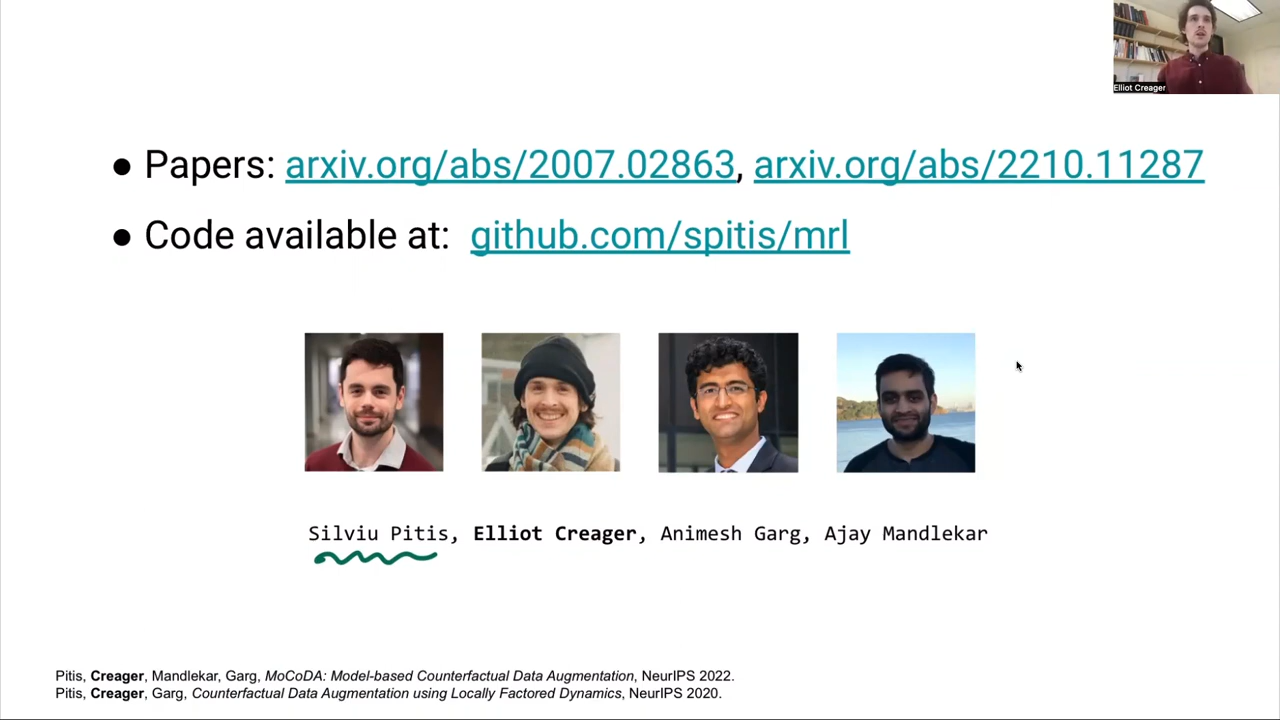 Elliot Creager
● Papers: arxiv.org/abs/2007.02863, arxiv.org/abs/2210.11287
● Code available at: github.com/spitis/mrl
Silviu Pitis, Elliot Creager, Animesh Garg, Ajay Mandlekar
Pitis, Creager, Mandlekar, Garg, MoCoDA: Model-based Counterfactual Data Augmentation, NeurIPS 2022.
Pitis, Creager, Garg, Counterfactual Data Augmentation using Locally Factored Dynamics, NeurIPS 2020.